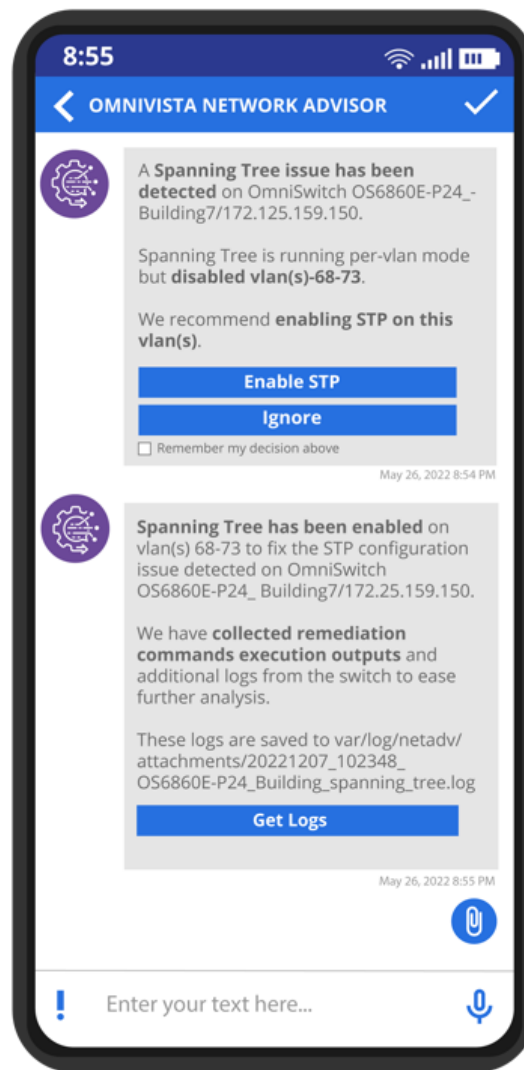 8:55
OMNIVISTA NETWORK ADVISOR
A Spanning Tree issue has been
detected on OmniSwitch OS6860E-P24_-
Building7/172.125.159.150.
Spanning Tree is running per-vlan mode
but disabled vlan(s)-68-73.
We recommend enabling STP on this
vlan(s).
Enable STP
Ignore
Remember my decision above
May 26, 2022 8:54 PM
Spanning Tree has been enabled on
vlan(s) 68-73 to fix the STP configuration
issue detected on OmniSwitch
OS6860E-P24_ Building7/172.25.159.150.
We have collected remediation
commands execution outputs and
additional logs from the switch to ease
further analysis.
These logs are saved to var/log/netadv/
attachments/20221207_102348_
OS6860E-P24_Building_spanning_tree.log
Get Logs
May 26, 2022 8:55 PM
! Enter your text here...